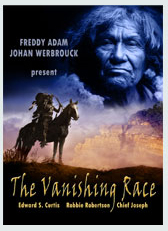 FREDDY ADAM
JOHAN WERBROUCK
present
The Vanishing Race
Edward S. Curtis Robbie Robertson Chief Joseph